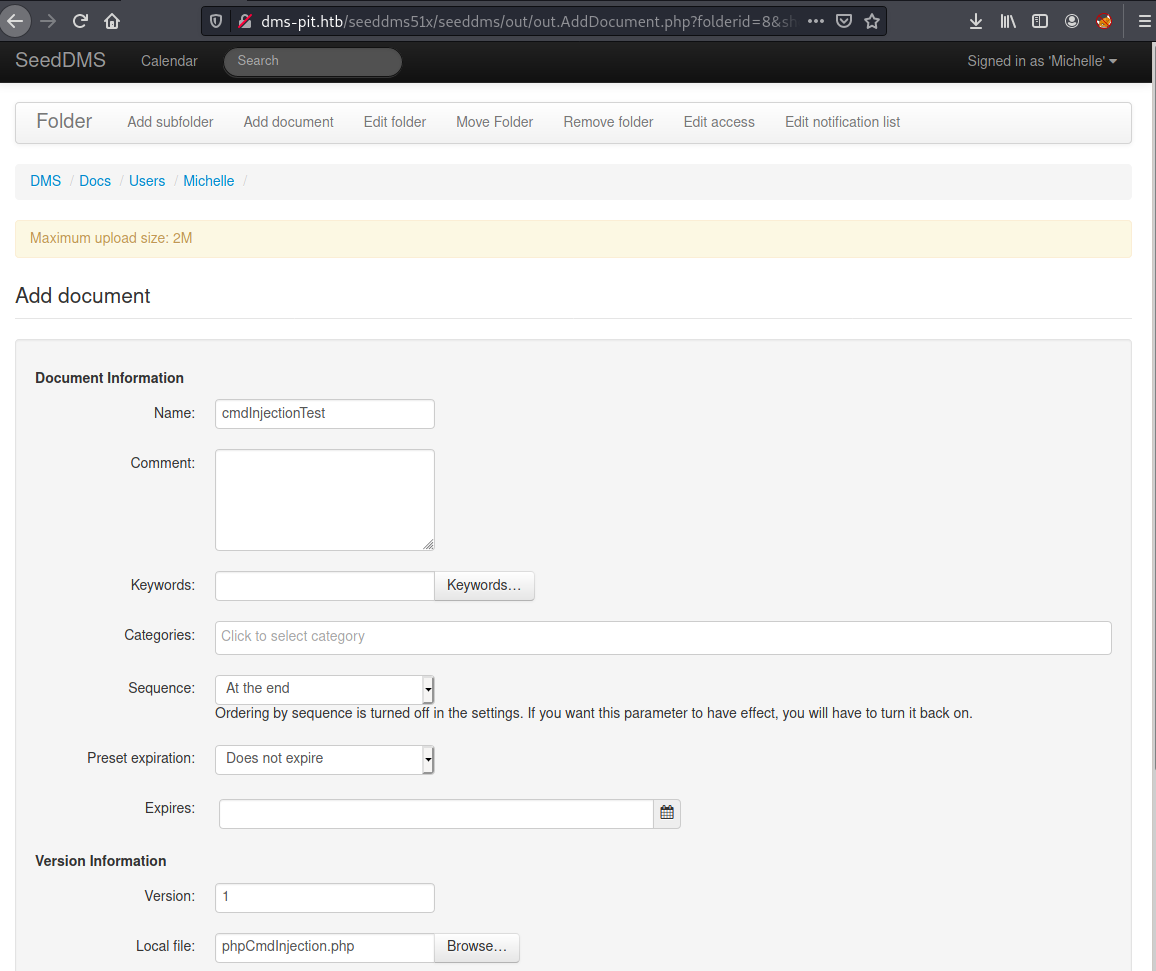 dms-pit.htb/seeddms51x/seeddms/out/out.AddDocument.php?folderid=8&sh
SeedDMS Calendar Search Signed in as 'Michelle'
Folder Add subfolder Add document Edit folder Move Folder Remove folder Edit access Edit notification list
DMS / Docs / Users / Michelle /
Maximum upload size: 2M
Add document
Document Information
Name: cmdInjectionTest
Comment:
Keywords: Keywords...
Categories: Click to select category
Sequence: At the end
Ordering by sequence is turned off in the settings. If you want this parameter to have effect, you will have to turn it back on.
Preset expiration: Does not expire
Expires:
Version Information
Version: 1
Local file: phpCmdInjection.php Browse...